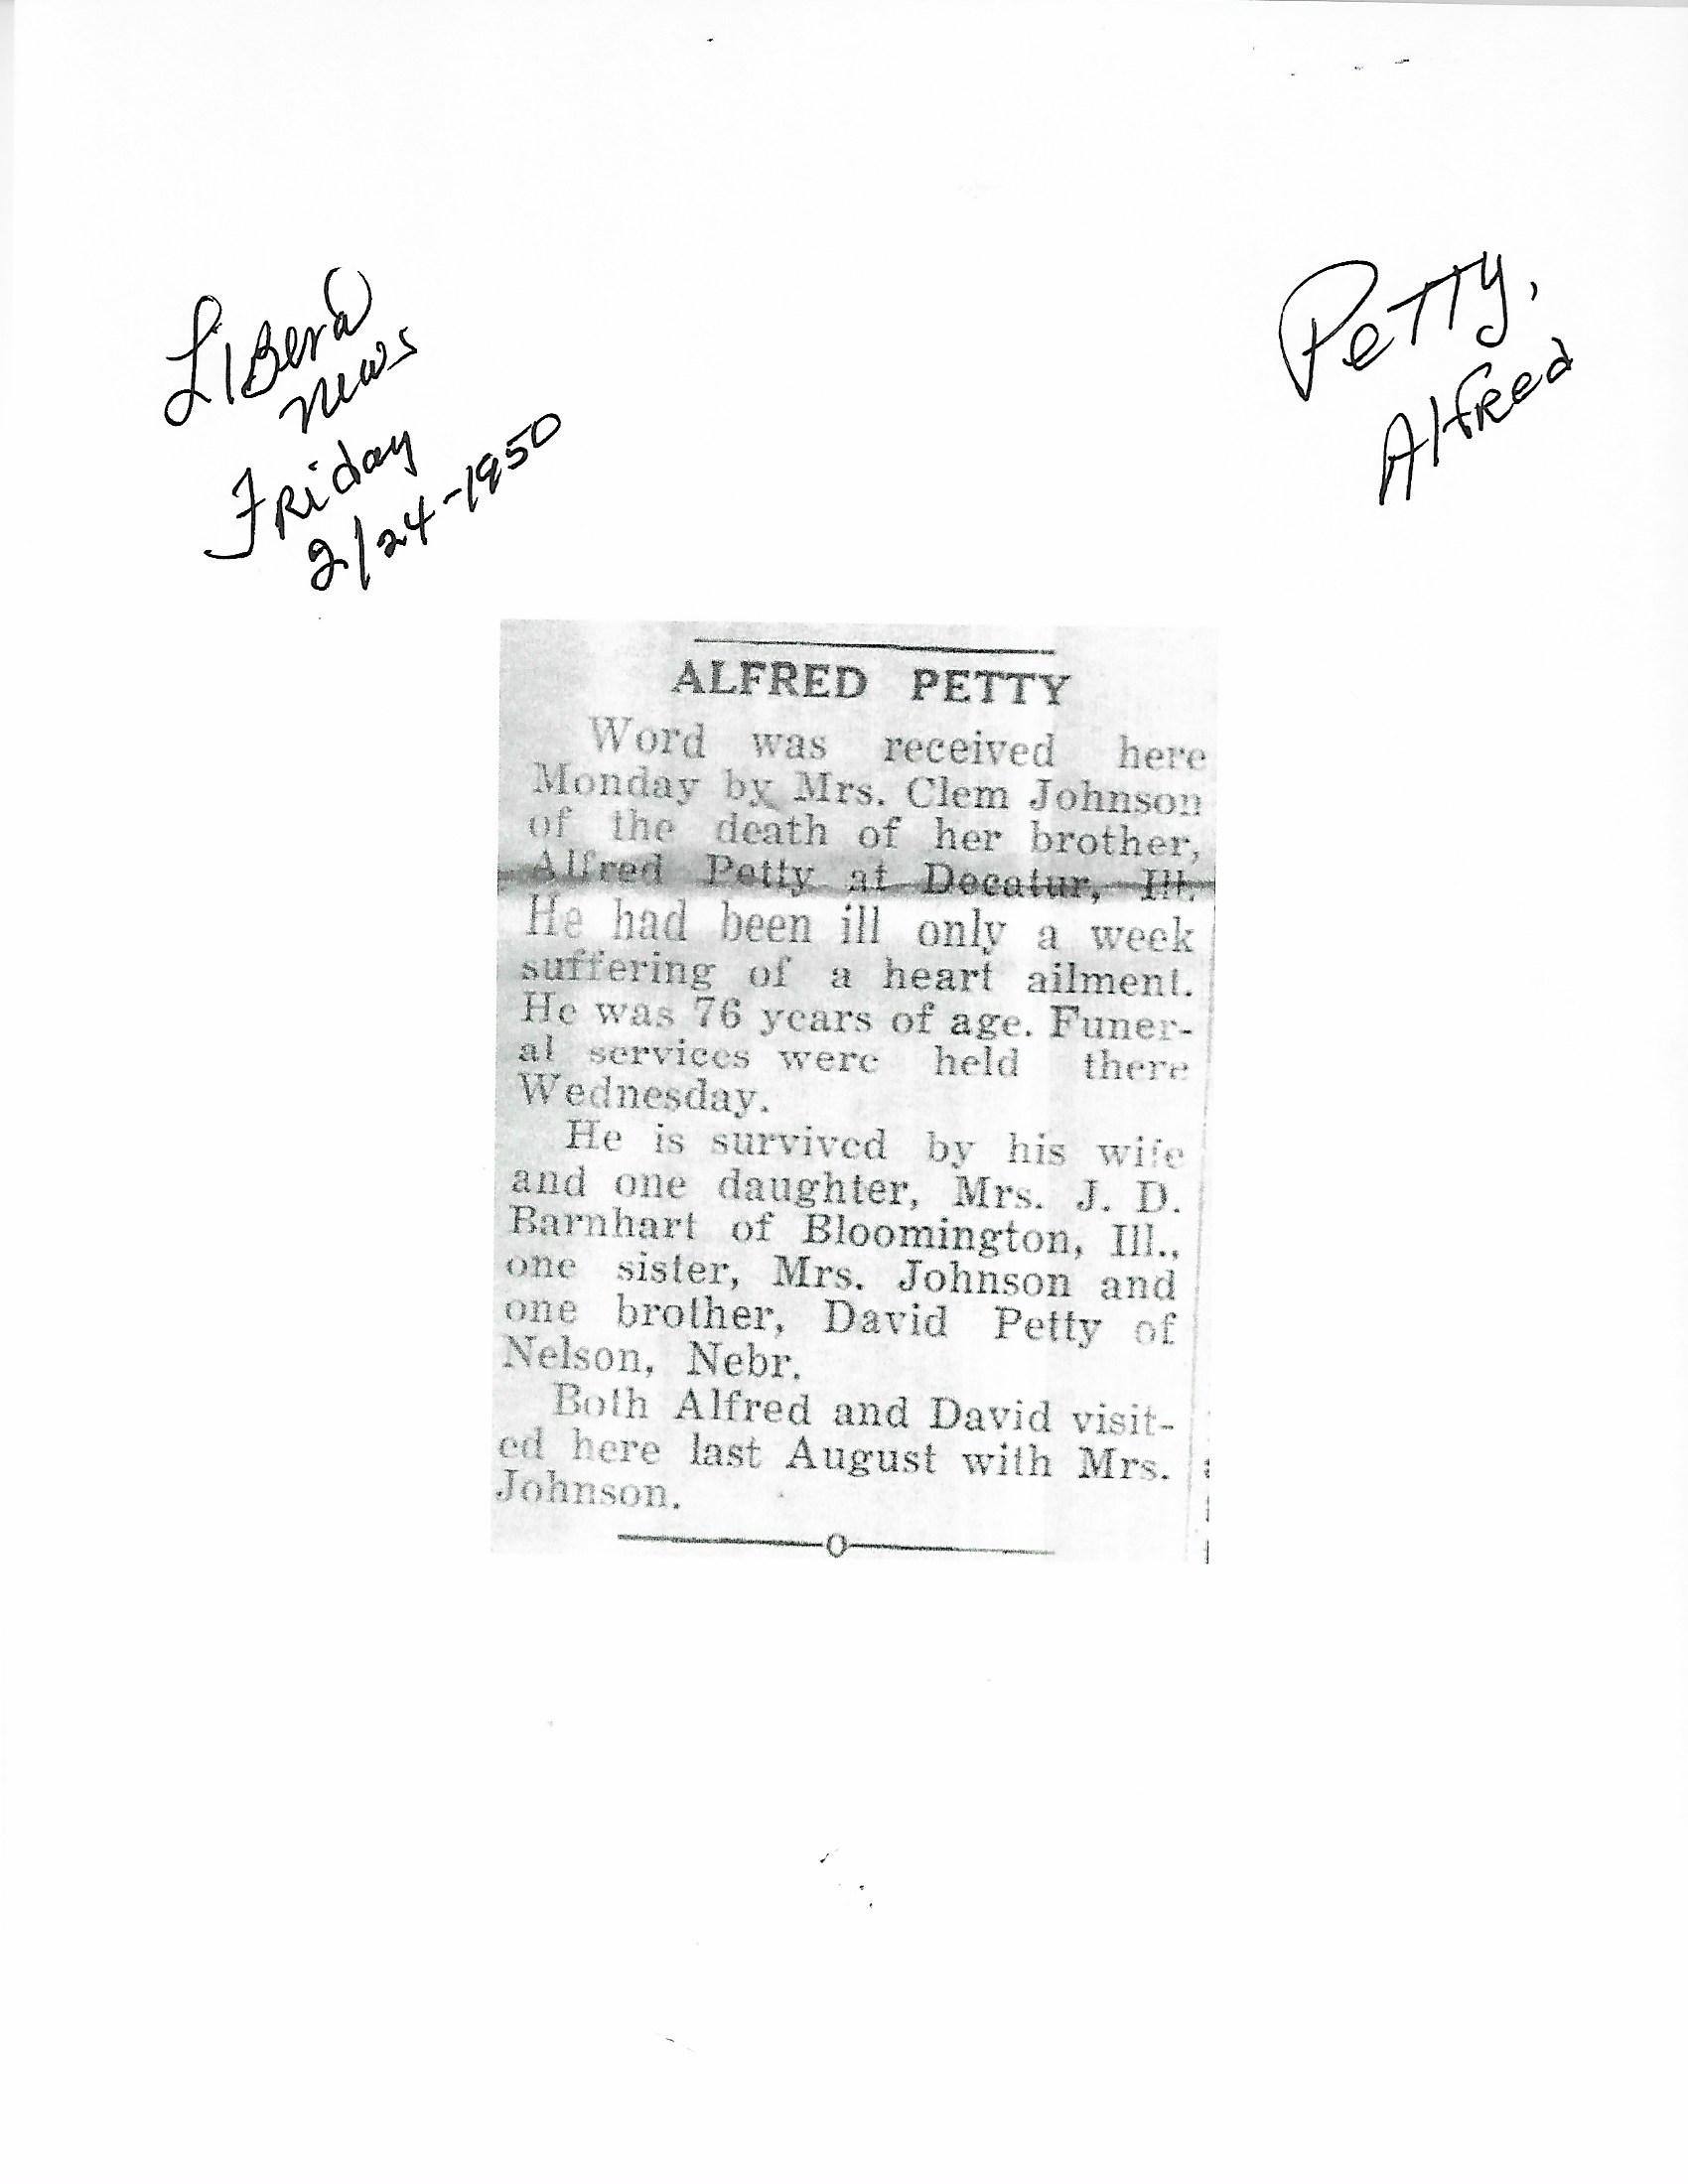 Liberal
News
Friday
2/24-1950
Petty,
Alfred
ALFRED PETTY
Word was received here
Monday by Mrs. Clem Johnson
of the death of her brother,
Alfred Petty at Decatur, Ill.
He had been ill only a week
suffering of a heart ailment.
He was 76 years of age. Funer-
al services were held there
Wednesday.
He is survived by his wife
and one daughter, Mrs. J. D.
Barnhart of Bloomington, Ill.,
one sister, Mrs. Johnson and
one brother, David Petty of
Nelson, Nebr.
Both Alfred and David visit-
ed here last August with Mrs.
Johnson.